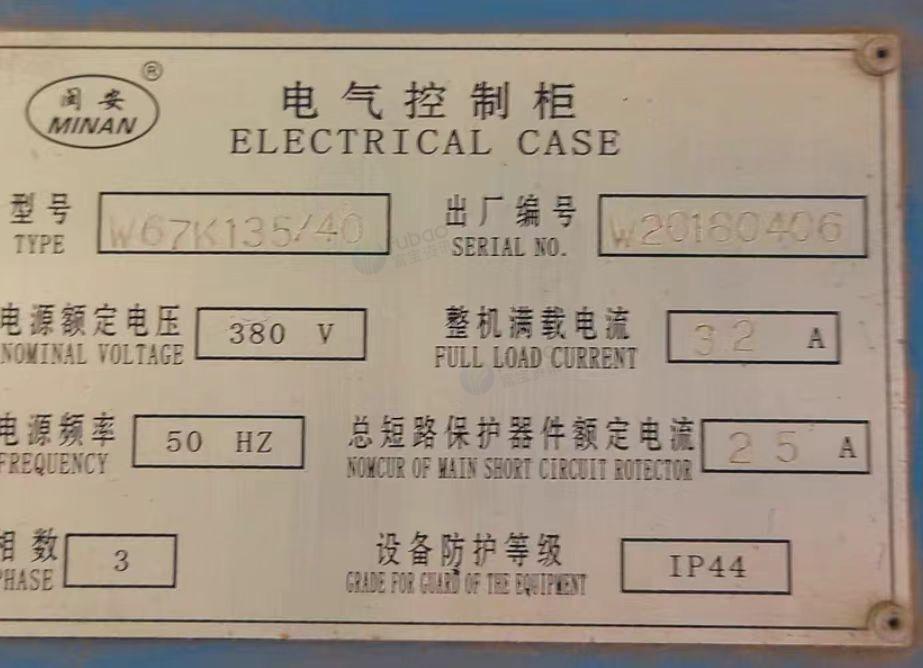 闽安
MINAN
®
电气控制柜
ELECTRICAL CASE
型号
TYPE
W67K135/40
出厂编号
SERIAL NO.
W20180406
电源额定电压
NOMINAL VOLTAGE
380 V
整机满载电流
FULL LOAD CURRENT
32 A
电源频率
FREQUENCY
50 HZ
总短路保护器件额定电流
NOMCUR OF MAIN SHORT CIRCUIT ROTECTOR
25 A
相数
PHASE
3
设备防护等级
GRADE FOR GUARD OF THE EQUIPMENT
IP44